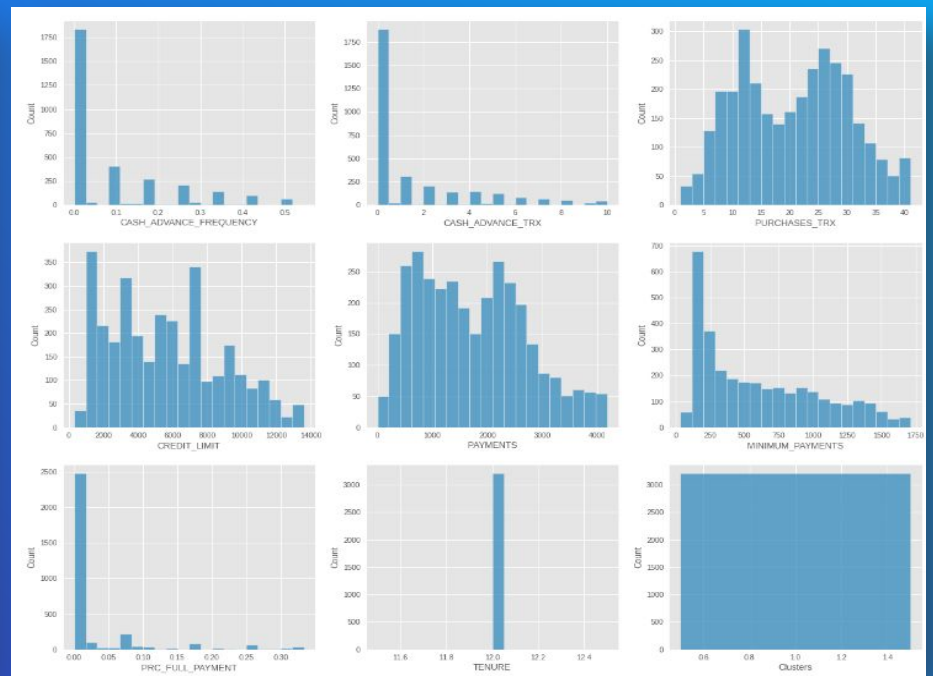 1750
1500
1250
1000
750
500
250
0
Count
0.0 0.1 0.2 0.3 0.4 0.5
CASH_ADVANCE_FREQUENCY
1750
1500
1250
1000
750
500
250
0
Count
0 2 4 6 8 10
CASH_ADVANCE_TRX
300
250
200
150
100
50
0
Count
0 5 10 15 20 25 30 35 40
PURCHASES_TRX
350
300
250
200
150
100
50
0
Count
0 2000 4000 6000 8000 10000 12000 14000
CREDIT_LIMIT
250
200
150
100
50
0
Count
0 1000 2000 3000 4000
PAYMENTS
700
600
500
400
300
200
100
0
Count
0 250 500 750 1000 1250 1500 1750
MINIMUM_PAYMENTS
2500
2000
1500
1000
500
0
Count
0.00 0.05 0.10 0.15 0.20 0.25 0.30
PRC_FULL_PAYMENT
3000
2500
2000
1500
1000
500
0
Count
11.6 11.8 12.0 12.2 12.4
TENURE
3000
2500
2000
1500
1000
500
0
Count
0.6 0.8 1.0 1.2 1.4
Clusters